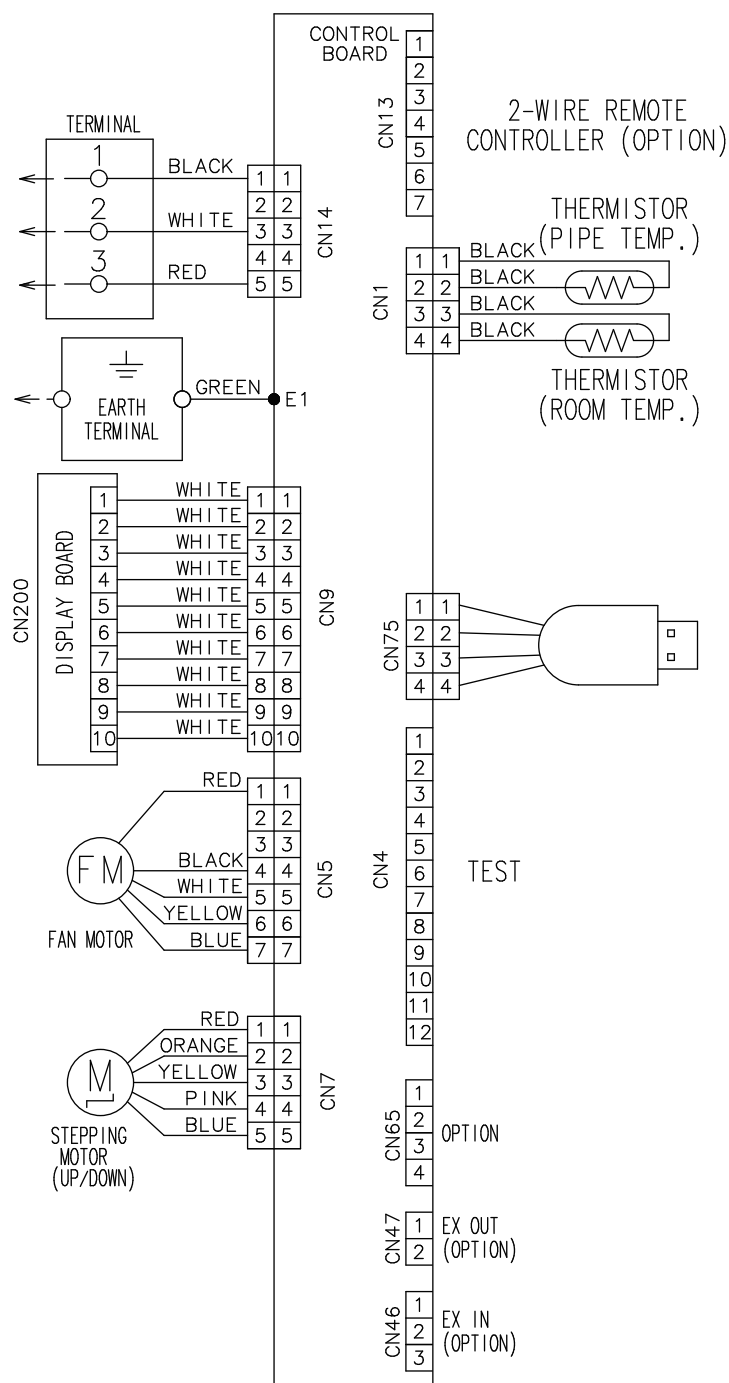 CONTROL
BOARD
CN13
1
2
3
4
5
6
7
2-WIRE REMOTE
CONTROLLER (OPTION)
TERMINAL
1
2
3
BLACK
WHITE
RED
1 1
2 2
3 3
4 4
5 5
CN14
THERMISTOR
(PIPE TEMP.)
CN1
1 1
2 2
3 3
4 4
BLACK
BLACK
BLACK
BLACK
THERMISTOR
(ROOM TEMP.)
EARTH
TERMINAL
GREEN
E1
CN200
DISPLAY BOARD
1
2
3
4
5
6
7
8
9
10
WHITE
WHITE
WHITE
WHITE
WHITE
WHITE
WHITE
WHITE
WHITE
WHITE
1 1
2 2
3 3
4 4
5 5
6 6
7 7
8 8
9 9
10 10
CN9
CN75
1 1
2 2
3 3
4 4
FM
FAN MOTOR
RED
BLACK
WHITE
YELLOW
BLUE
1 1
2 2
3 3
4 4
5 5
6 6
7 7
CN5
CN4
1
2
3
4
5
6
7
8
9
10
11
12
TEST
M
STEPPING
MOTOR
(UP/DOWN)
RED
ORANGE
YELLOW
PINK
BLUE
1 1
2 2
3 3
4 4
5 5
CN7
CN65
1
2
3
4
OPTION
CN47
1
2
EX OUT
(OPTION)
CN46
1
2
3
EX IN
(OPTION)